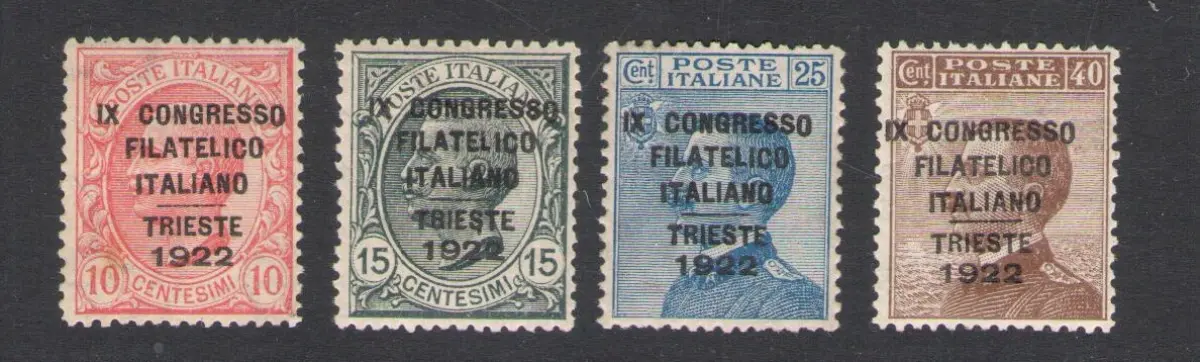 POSTE ITALIANE
IX CONGRESSO
FILATELICO
ITALIANO
TRIESTE
1922
10 CENTESIMI 10
POSTE ITALIANE
IX CONGRESSO
FILATELICO
ITALIANO
TRIESTE
1922
15 CENTESIMI 15
Cent POSTE 25
ITALIANE
IX CONGRESSO
FILATELICO
ITALIANO
TRIESTE
1922
Cent POSTE 40
ITALIANE
IX CONGRESSO
FILATELICO
ITALIANO
TRIESTE
1922